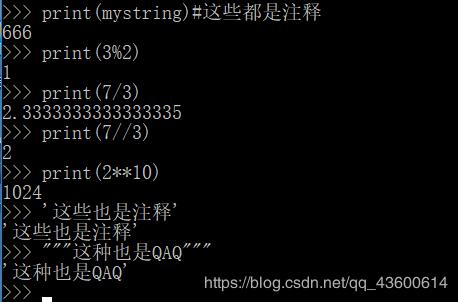 >>> print(mystring)#这些都是注释
666
>>> print(3%2)
1
>>> print(7/3)
2.3333333333333335
>>> print(7//3)
2
>>> print(2**10)
1024
>>> '这些也是注释'
'这些也是注释'
>>> """这种也是QAQ"""
'这种也是QAQ'
>>>
https://blog.csdn.net/qq_43600614